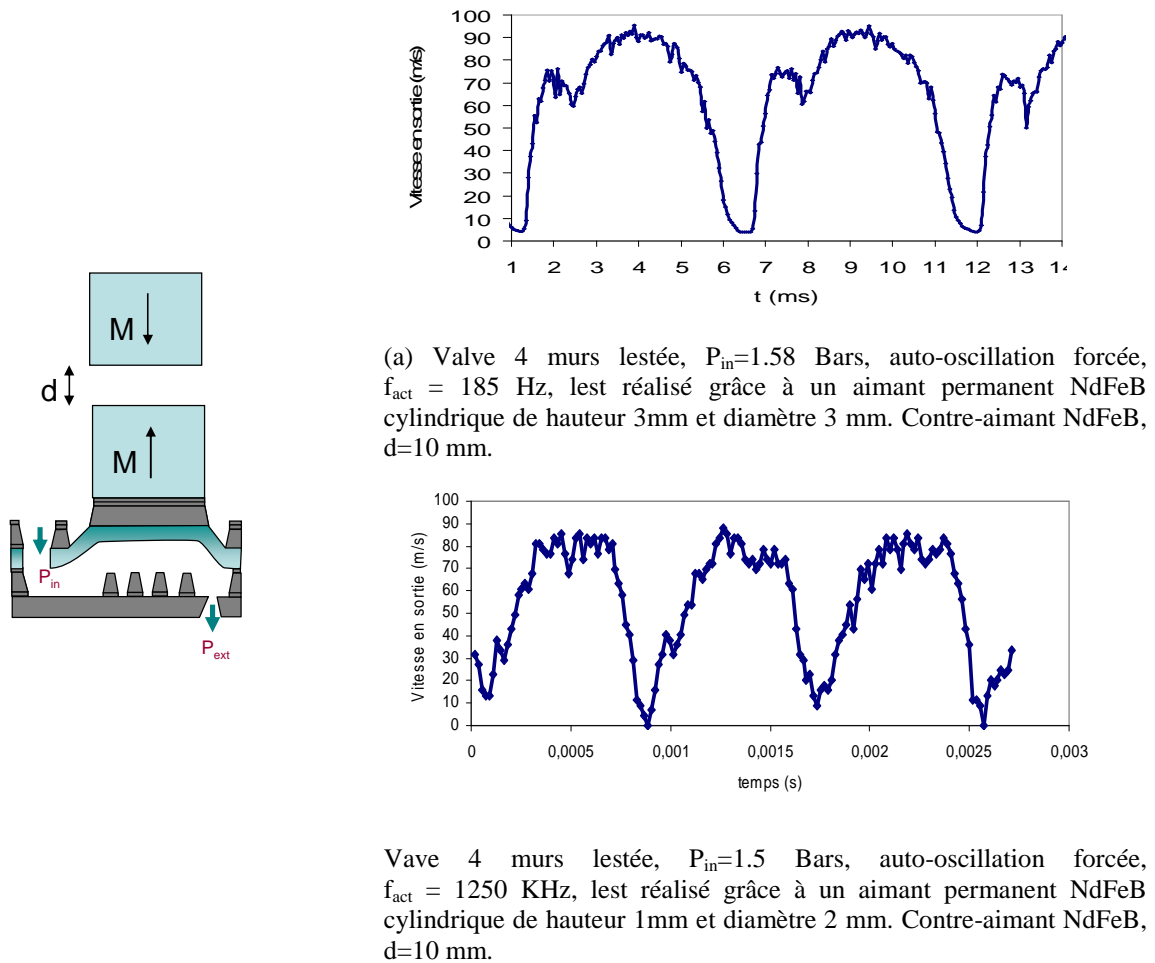 100
90
80
70
60
50
40
30
20
10
0
Vitesse en sortie (m/s)
1 2 3 4 5 6 7 8 9 10 11 12 13 14
t (ms)
M
d
M
P_in
P_ext
(a) Valve 4 murs lestée, P_in=1.58 Bars, auto-oscillation forcée,
f_act = 185 Hz, lest réalisé grâce à un aimant permanent NdFeB
cylindrique de hauteur 3mm et diamètre 3 mm. Contre-aimant NdFeB,
d=10 mm.
100
90
80
70
60
50
40
30
20
10
0
Vitesse en sortie (m/s)
0 0,0005 0,001 0,0015 0,002 0,0025 0,003
temps (s)
Vave 4 murs lestée, P_in=1.5 Bars, auto-oscillation forcée,
f_act = 1250 KHz, lest réalisé grâce à un aimant permanent NdFeB
cylindrique de hauteur 1mm et diamètre 2 mm. Contre-aimant NdFeB,
d=10 mm.